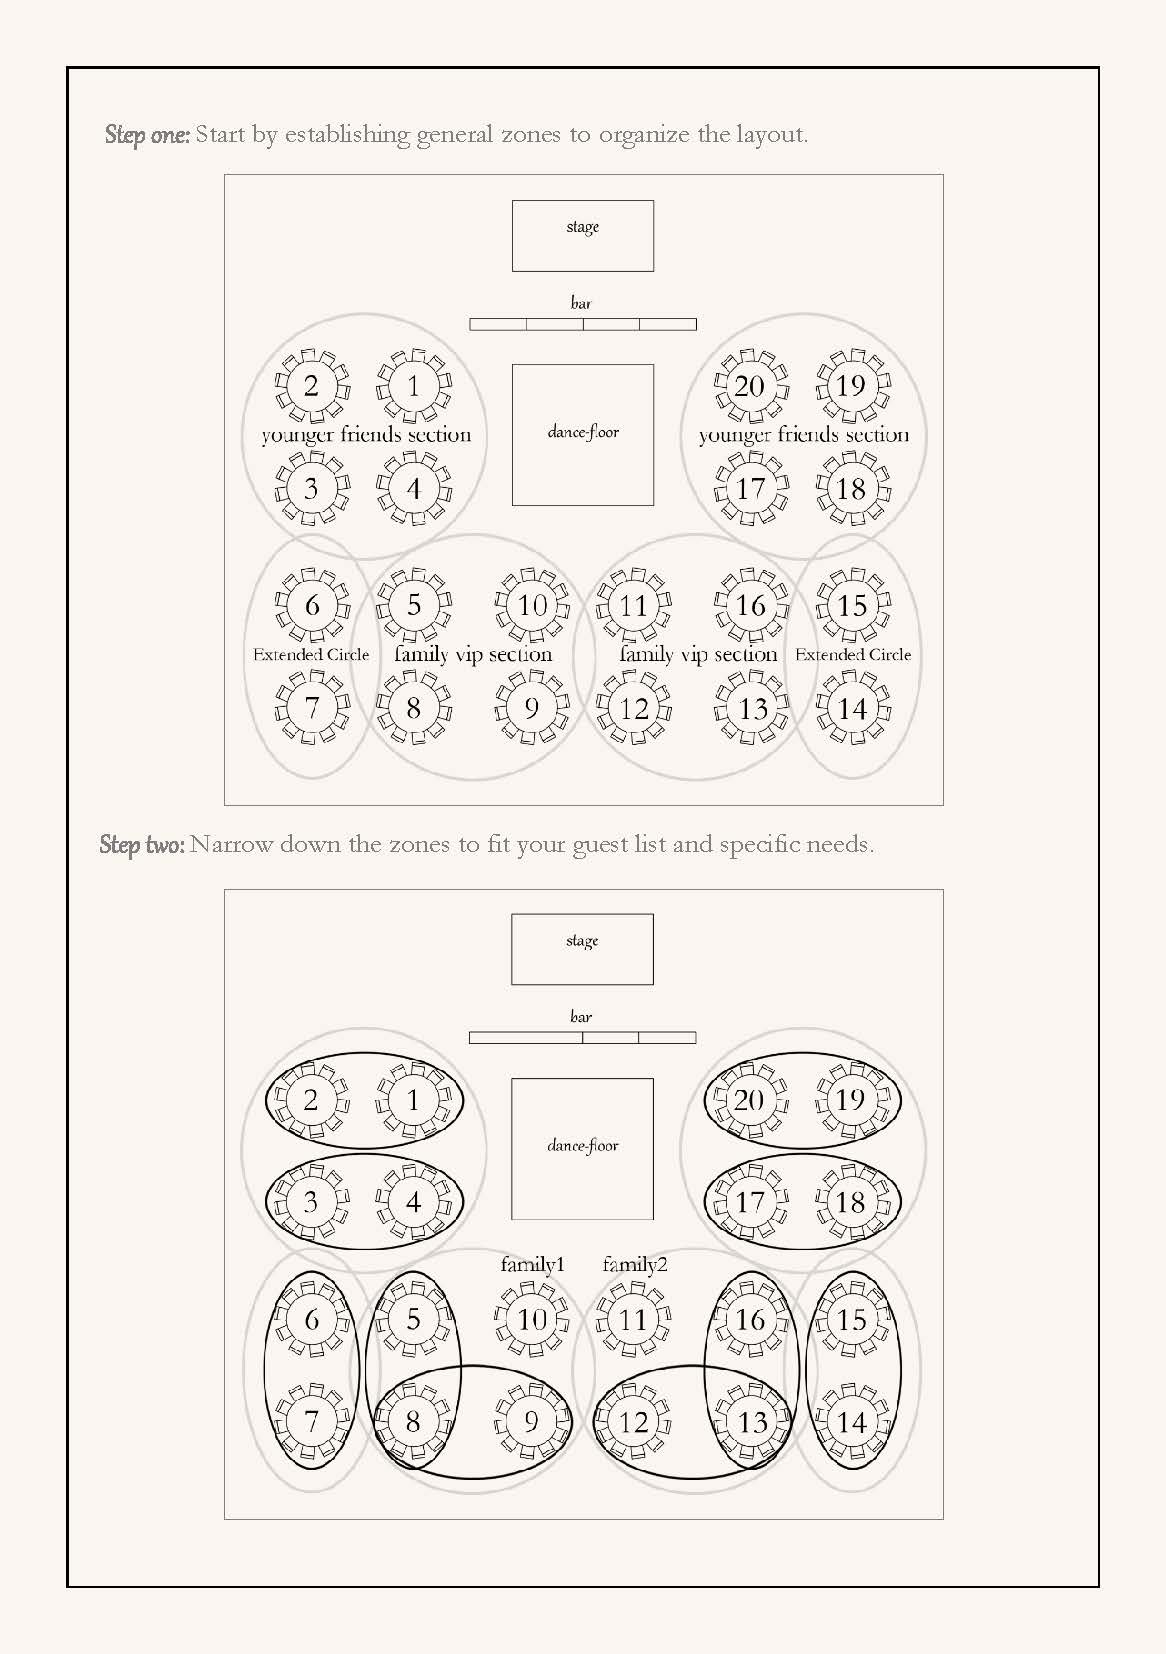 Step one: Start by establishing general zones to organize the layout.
stage
bar
2 1 20 19
dance-floor
younger friends section younger friends section
3 4 17 18
6 5 10 11 16 15
Extended Circle family vip section family vip section Extended Circle
7 8 9 12 13 14
Step two: Narrow down the zones to fit your guest list and specific needs.
stage
bar
2 1 20 19
dance-floor
3 4 17 18
family1 family2
6 5 10 11 16 15
7 8 9 12 13 14